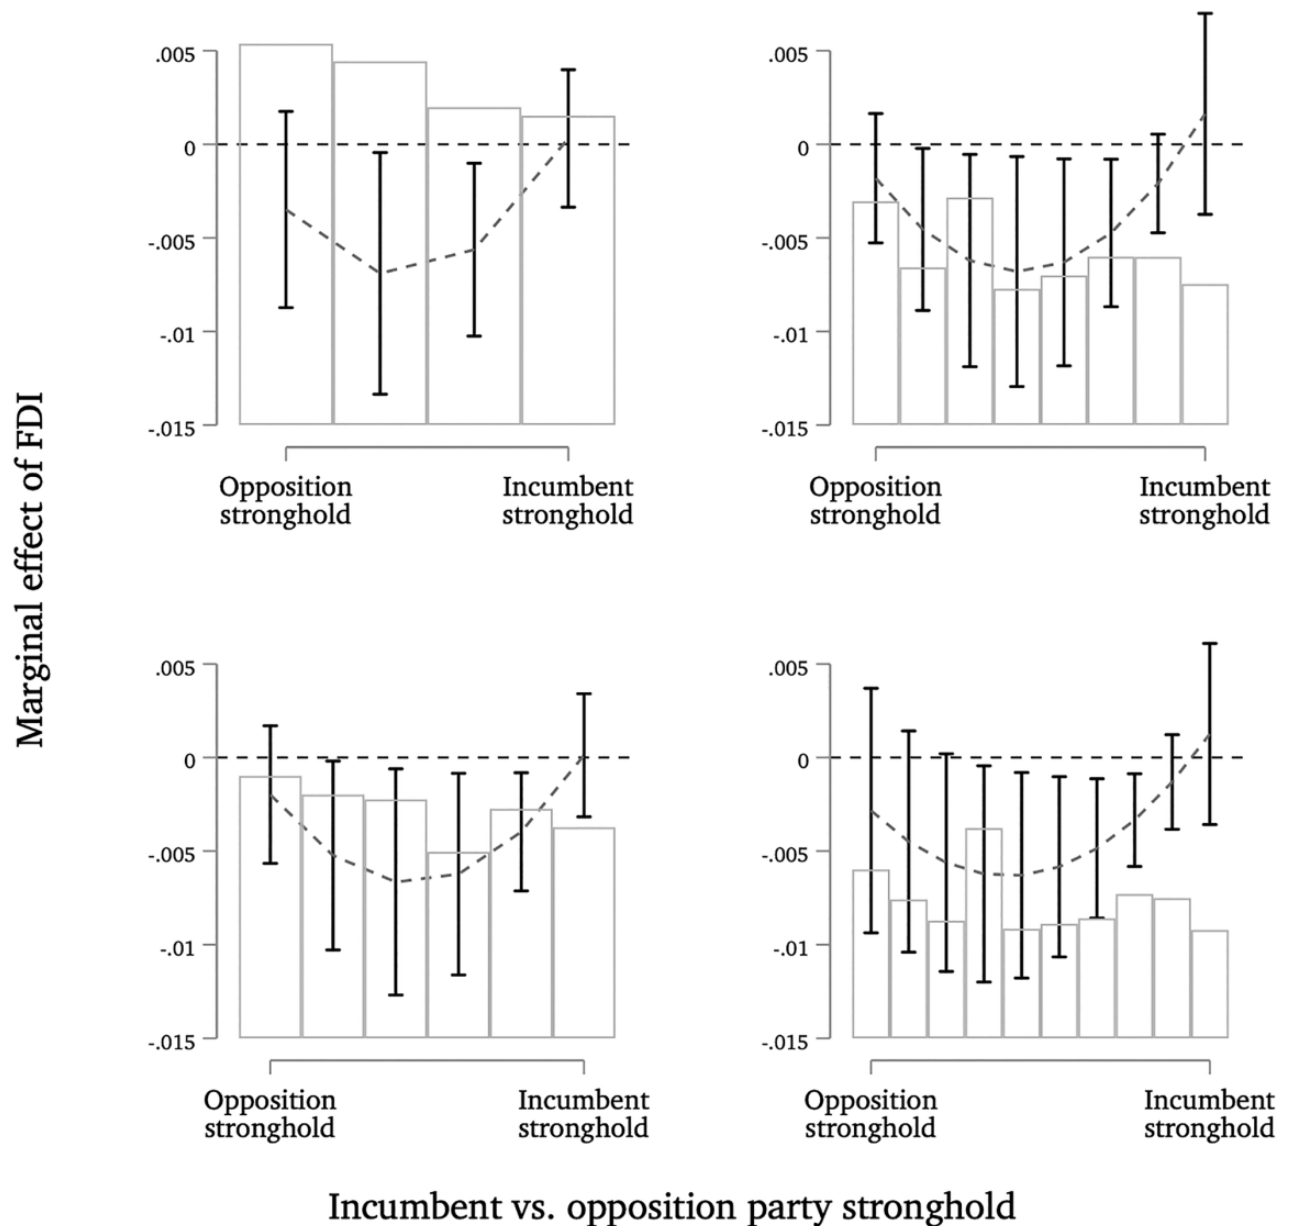 Marginal effect of FDI
.005
0
-.005
-.01
-.015
Opposition
stronghold
Incumbent
stronghold
.005
0
-.005
-.01
-.015
Opposition
stronghold
Incumbent
stronghold
.005
0
-.005
-.01
-.015
Opposition
stronghold
Incumbent
stronghold
.005
0
-.005
-.01
-.015
Opposition
stronghold
Incumbent
stronghold
Incumbent vs. opposition party stronghold